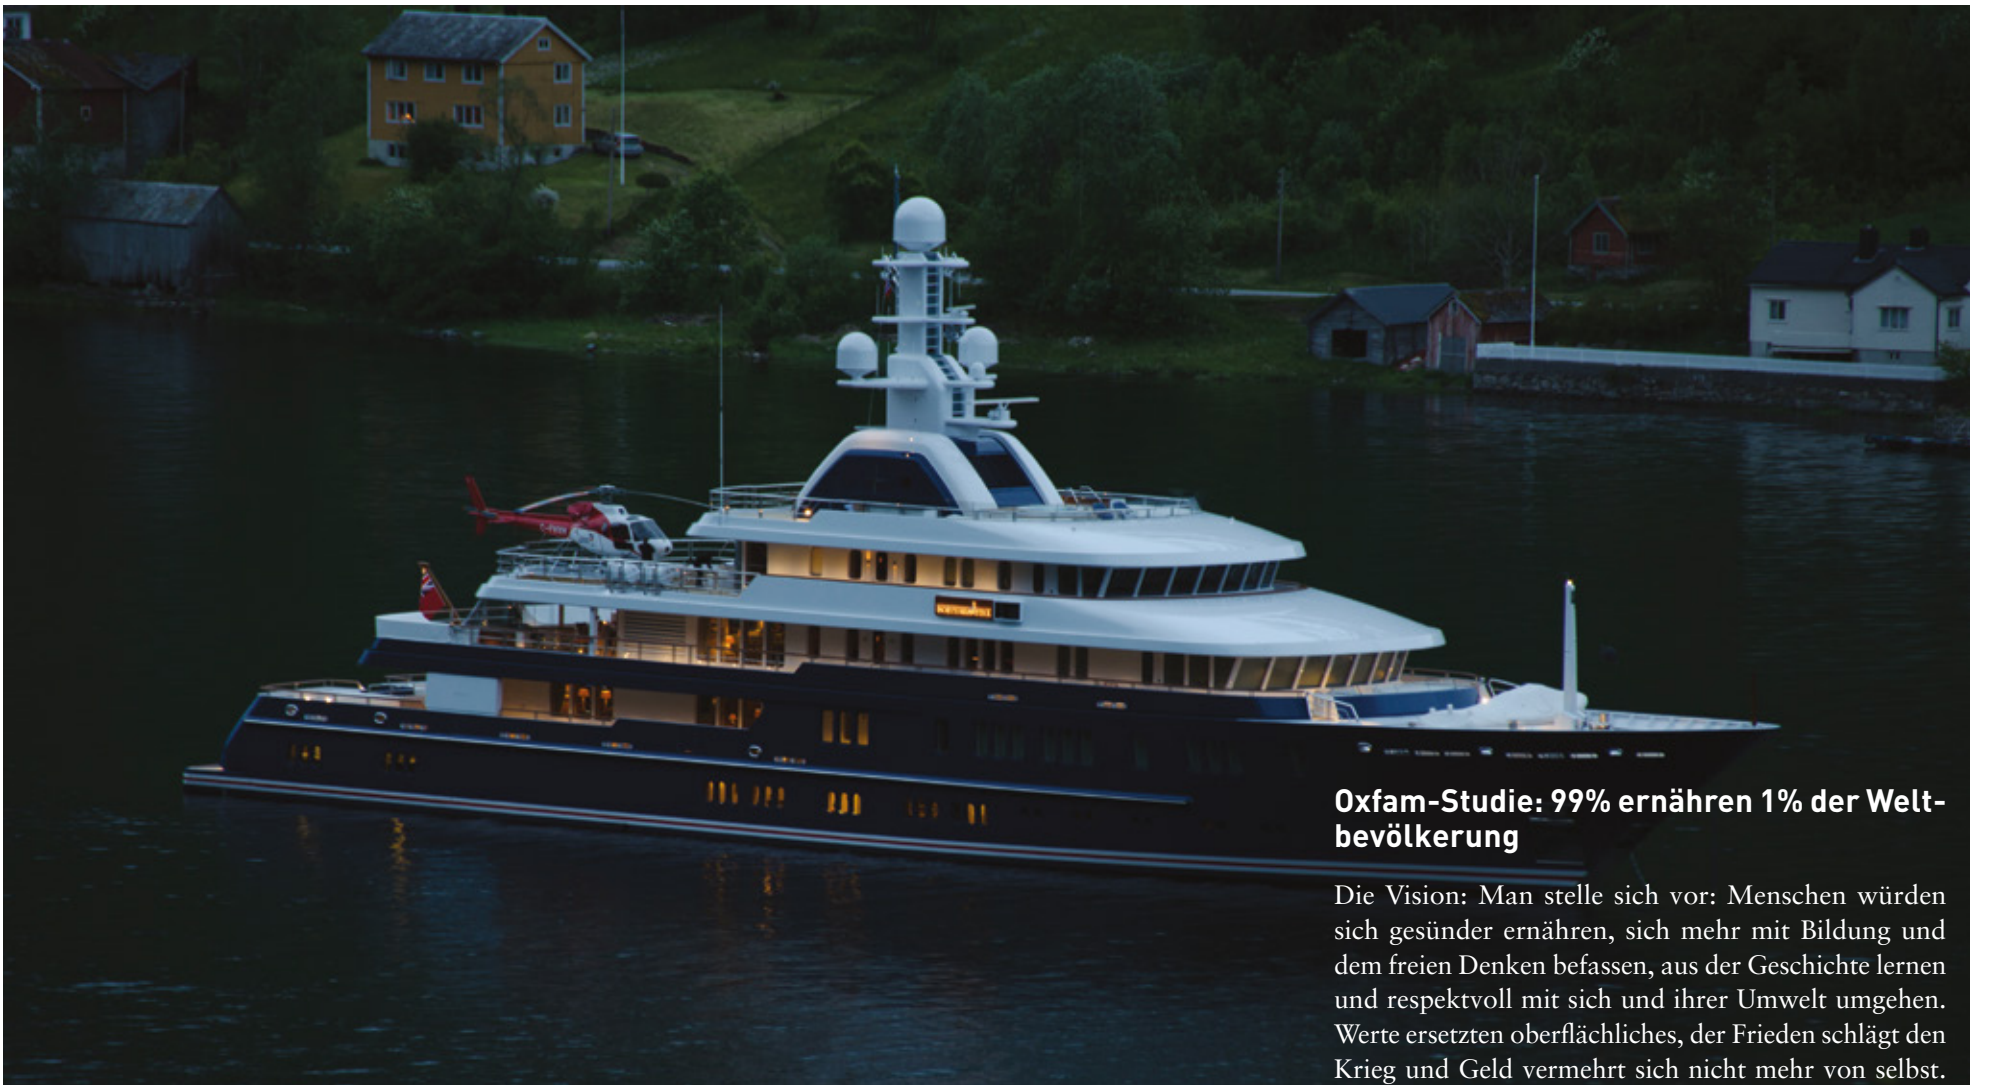 Oxfam-Studie: 99% ernähren 1% der Welt-
bevölkerung
Die Vision: Man stelle sich vor: Menschen würden
sich gesünder ernähren, sich mehr mit Bildung und
dem freien Denken befassen, aus der Geschichte lernen
und respektvoll mit sich und ihrer Umwelt umgehen.
Werte ersetzten oberflächliches, der Frieden schlägt den
Krieg und Geld vermehrt sich nicht mehr von selbst.